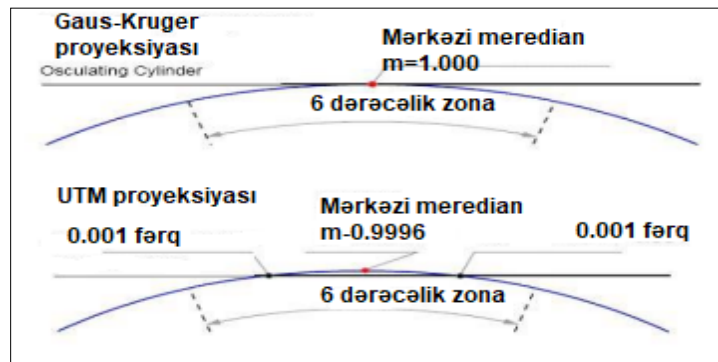 Gaus-Kruger
proyeksiyası
Osculating Cylinder
Mərkəzi meredian
m=1.000
6 dərəcəlik zona
UTM proyeksiyası
0.001 fərq
Mərkəzi meredian
m-0.9996
0.001 fərq
6 dərəcəlik zona